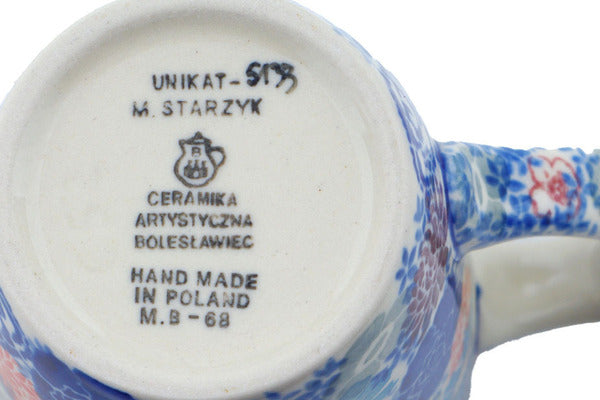 UNIKAT-
M. STARZYK
B
CERAMIKA
ARTYSTYCZNA
BOLESŁAWIEC
HAND MADE
IN POLAND
M.B-68